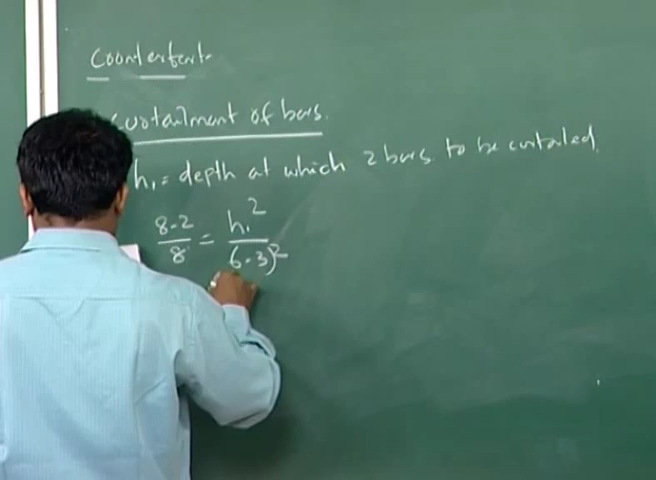 Counterfort
curtailment of bars.
h₁ = depth at which 2 bars to be curtailed.
8-2/8 = h₁²/6.3)²